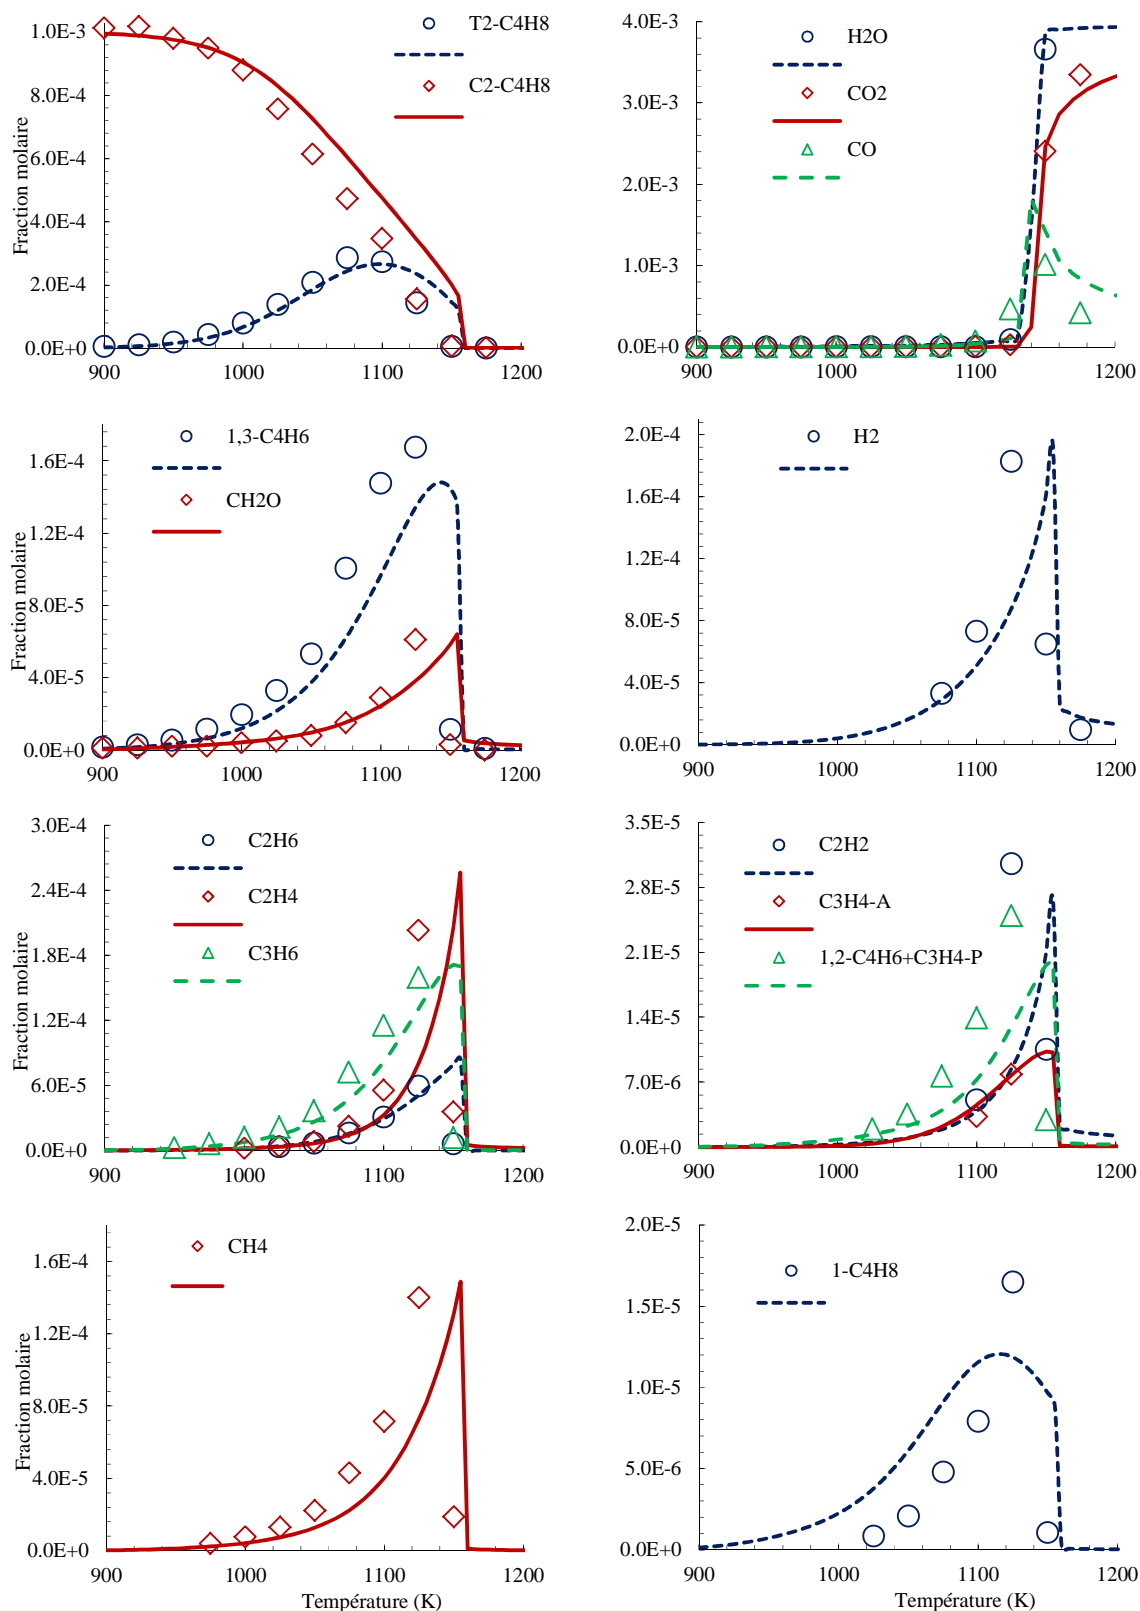 T2-C4H8
C2-C4H8
Fraction molaire
1.0E-3
8.0E-4
6.0E-4
4.0E-4
2.0E-4
0.0E+0
900
1000
1100
1200
H2O
CO2
CO
4.0E-3
3.0E-3
2.0E-3
1.0E-3
0.0E+0
900
1000
1100
1200
1,3-C4H6
CH2O
Fraction molaire
1.6E-4
1.2E-4
8.0E-5
4.0E-5
0.0E+0
900
1000
1100
1200
H2
2.0E-4
1.6E-4
1.2E-4
8.0E-5
4.0E-5
0.0E+0
900
1000
1100
1200
C2H6
C2H4
C3H6
Fraction molaire
3.0E-4
2.4E-4
1.8E-4
1.2E-4
6.0E-5
0.0E+0
900
1000
1100
1200
C2H2
C3H4-A
1,2-C4H6+C3H4-P
3.5E-5
2.8E-5
2.1E-5
1.4E-5
7.0E-6
0.0E+0
900
1000
1100
1200
CH4
Fraction molaire
1.6E-4
1.2E-4
8.0E-5
4.0E-5
0.0E+0
900
1000
1100
1200
Température (K)
1-C4H8
2.0E-5
1.5E-5
1.0E-5
5.0E-6
0.0E+0
900
1000
1100
1200
Température (K)